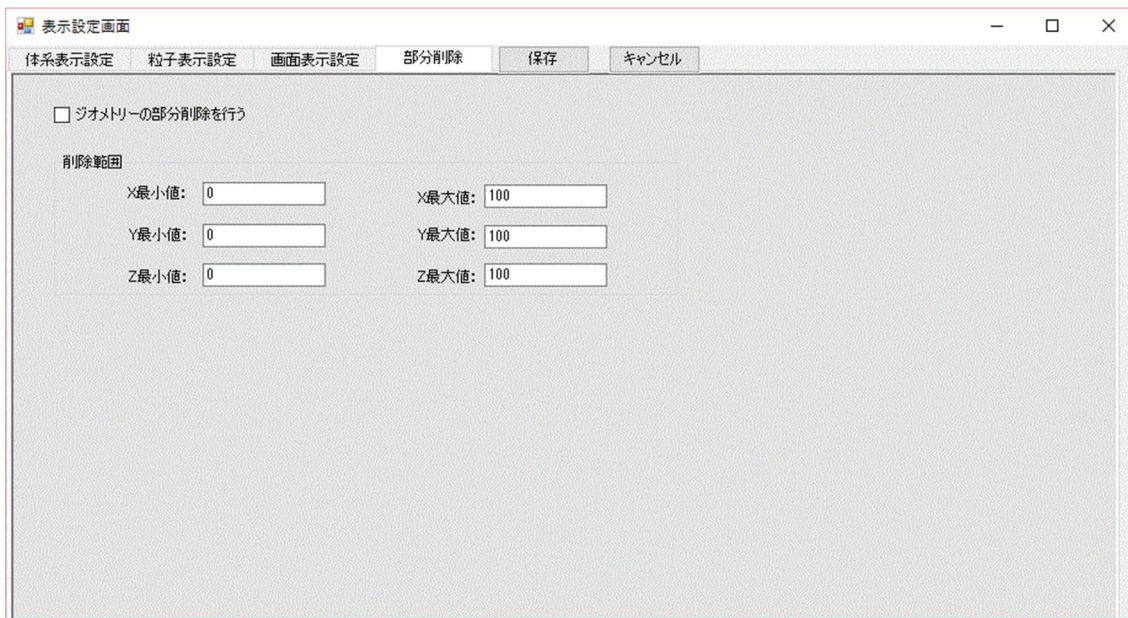 表示設定画面
体系表示設定 粒子表示設定 画面表示設定 部分削除 保存 キャンセル
ジオメトリーの部分削除を行う
削除範囲
X最小値: 0 X最大値: 100
Y最小値: 0 Y最大値: 100
Z最小値: 0 Z最大値: 100